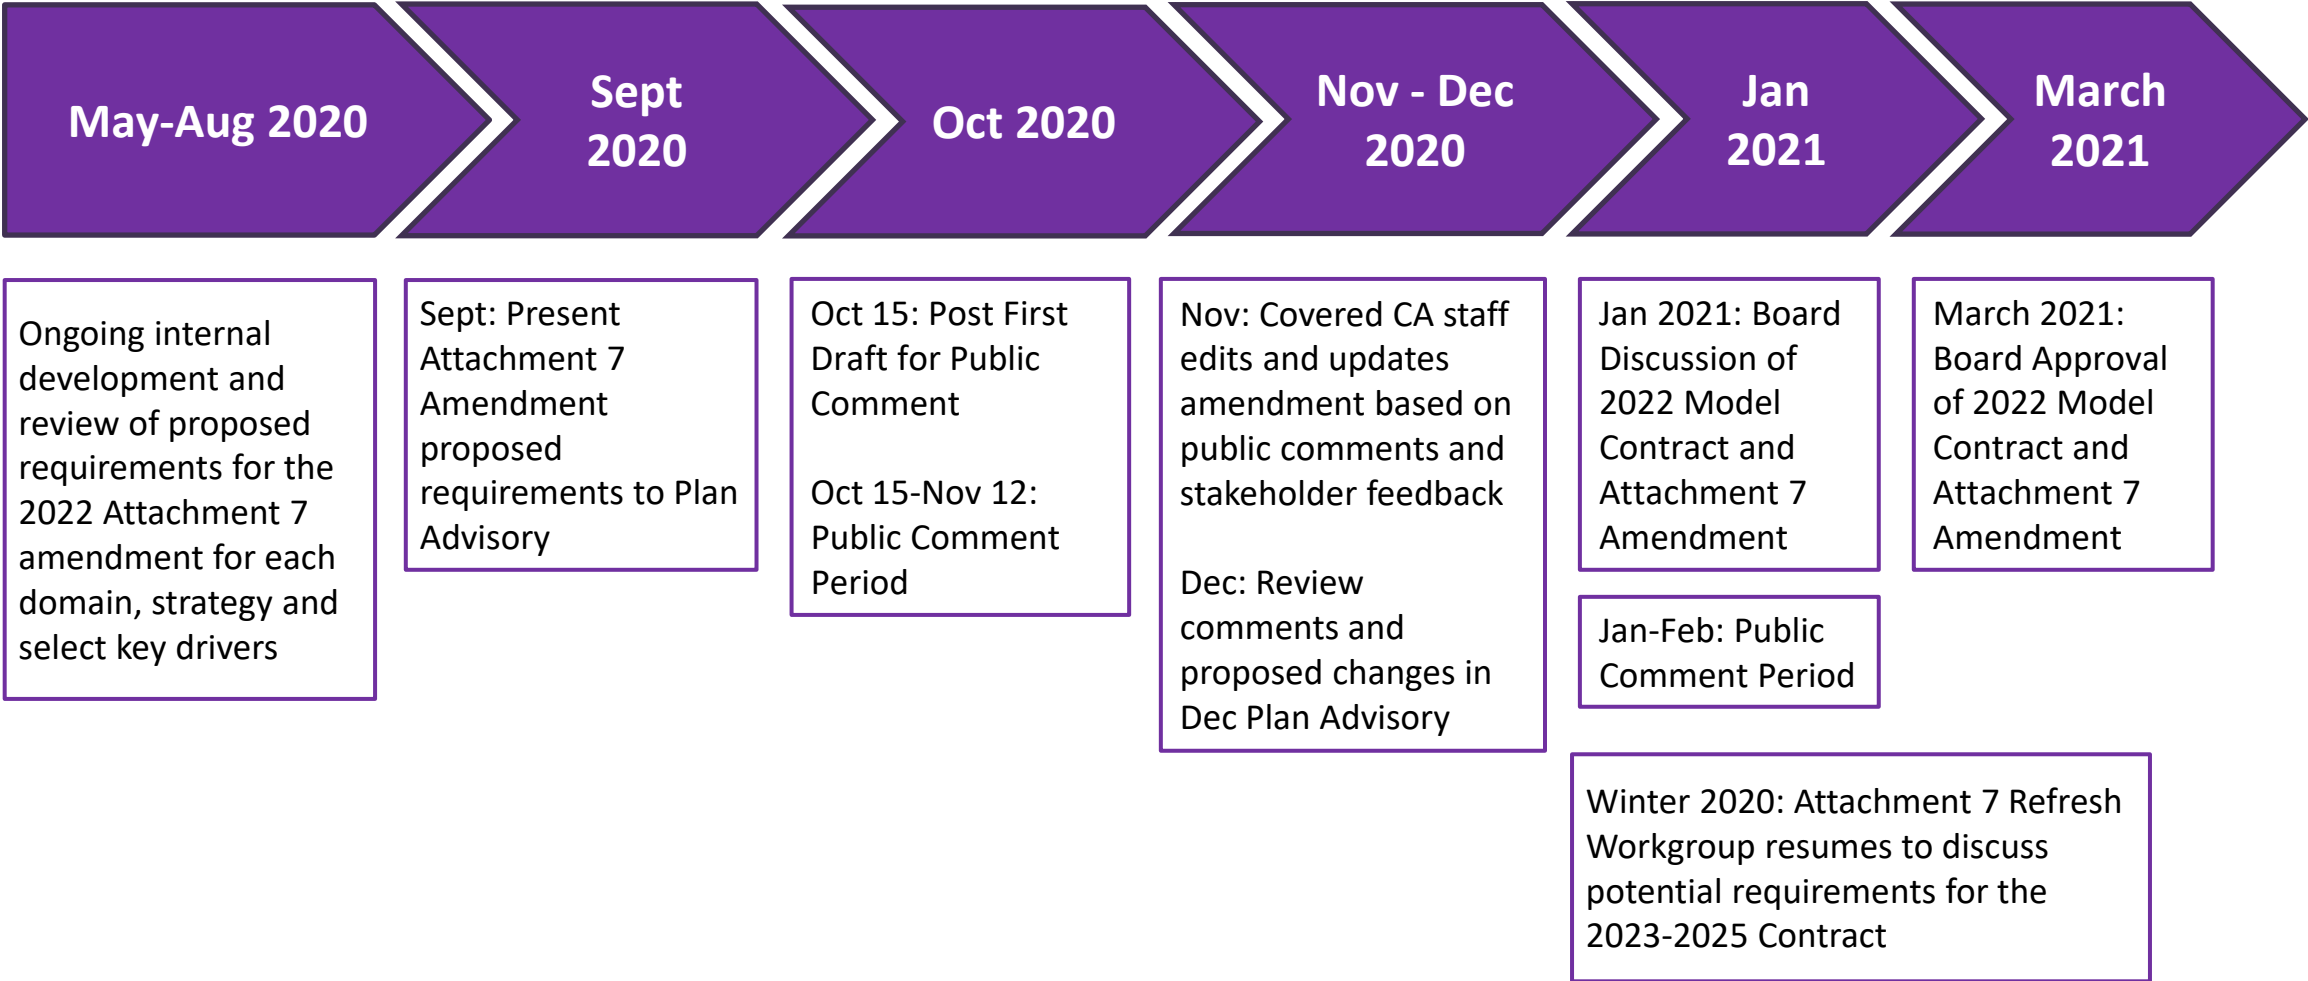 May-Aug 2020
Sept
2020
Oct 2020
Nov - Dec
2020
Jan
2021
March
2021
Ongoing internal
development and
review of proposed
requirements for the
2022 Attachment 7
amendment for each
domain, strategy and
select key drivers
Sept: Present
Attachment 7
Amendment
proposed
requirements to Plan
Advisory
Oct 15: Post First
Draft for Public
Comment
Oct 15-Nov 12:
Public Comment
Period
Nov: Covered CA staff
edits and updates
amendment based on
public comments and
stakeholder feedback
Dec: Review
comments and
proposed changes in
Dec Plan Advisory
Jan 2021: Board
Discussion of
2022 Model
Contract and
Attachment 7
Amendment
Jan-Feb: Public
Comment Period
March 2021:
Board Approval
of 2022 Model
Contract and
Attachment 7
Amendment
Winter 2020: Attachment 7 Refresh
Workgroup resumes to discuss
potential requirements for the
2023-2025 Contract